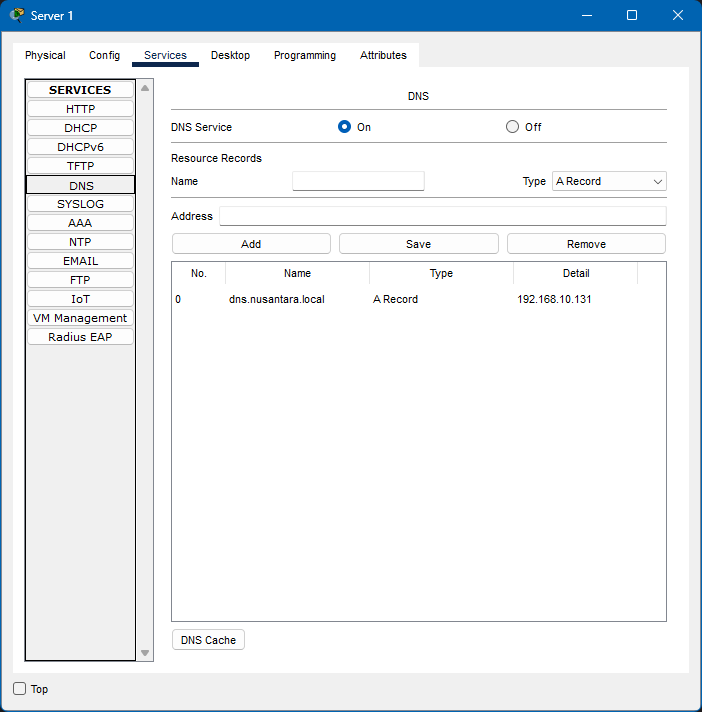 Server 1
Physical Config Services Desktop Programming Attributes
SERVICES
HTTP
DHCP
DHCPv6
TFTP
DNS
SYSLOG
AAA
NTP
EMAIL
FTP
IoT
VM Management
Radius EAP
DNS
DNS Service On Off
Resource Records
Name Type A Record
Address
Add Save Remove
No. Name Type Detail
0 dns.nusantara.local A Record 192.168.10.131
DNS Cache
Top